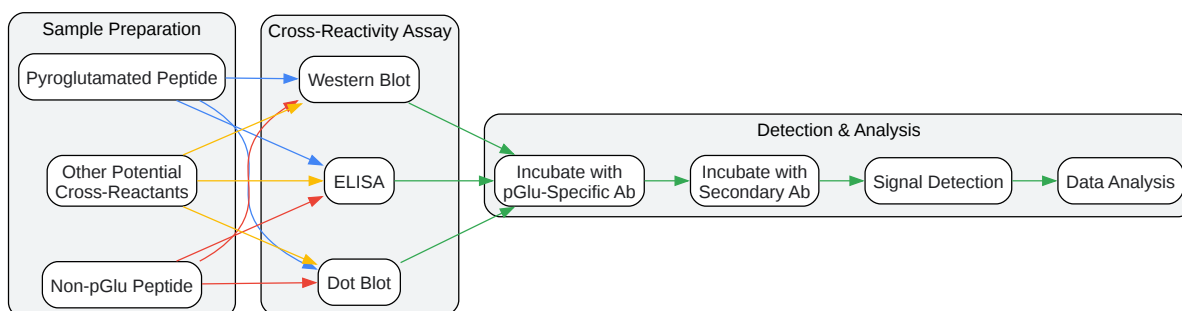 Sample Preparation
Pyroglutamated Peptide
Other Potential
Cross-Reactants
Non-pGlu Peptide
Cross-Reactivity Assay
Western Blot
ELISA
Dot Blot
Detection & Analysis
Incubate with
pGlu-Specific Ab
Incubate with
Secondary Ab
Signal Detection
Data Analysis